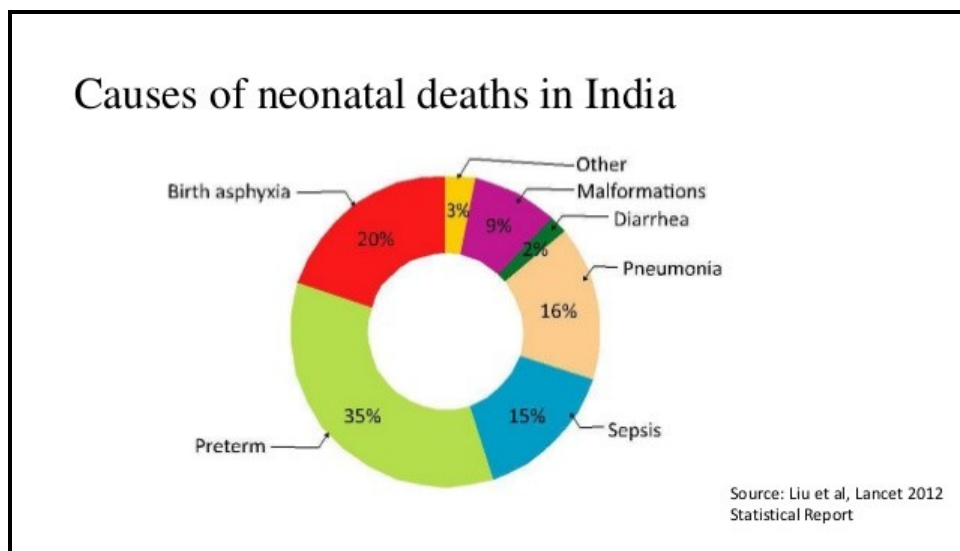 Causes of neonatal deaths in India
Other
Malformations
Birth asphyxia
Diarrhea
3%
9%
20%
2%
Pneumonia
16%
35%
15%
Sepsis
Preterm
Source: Liu et al, Lancet 2012
Statistical Report